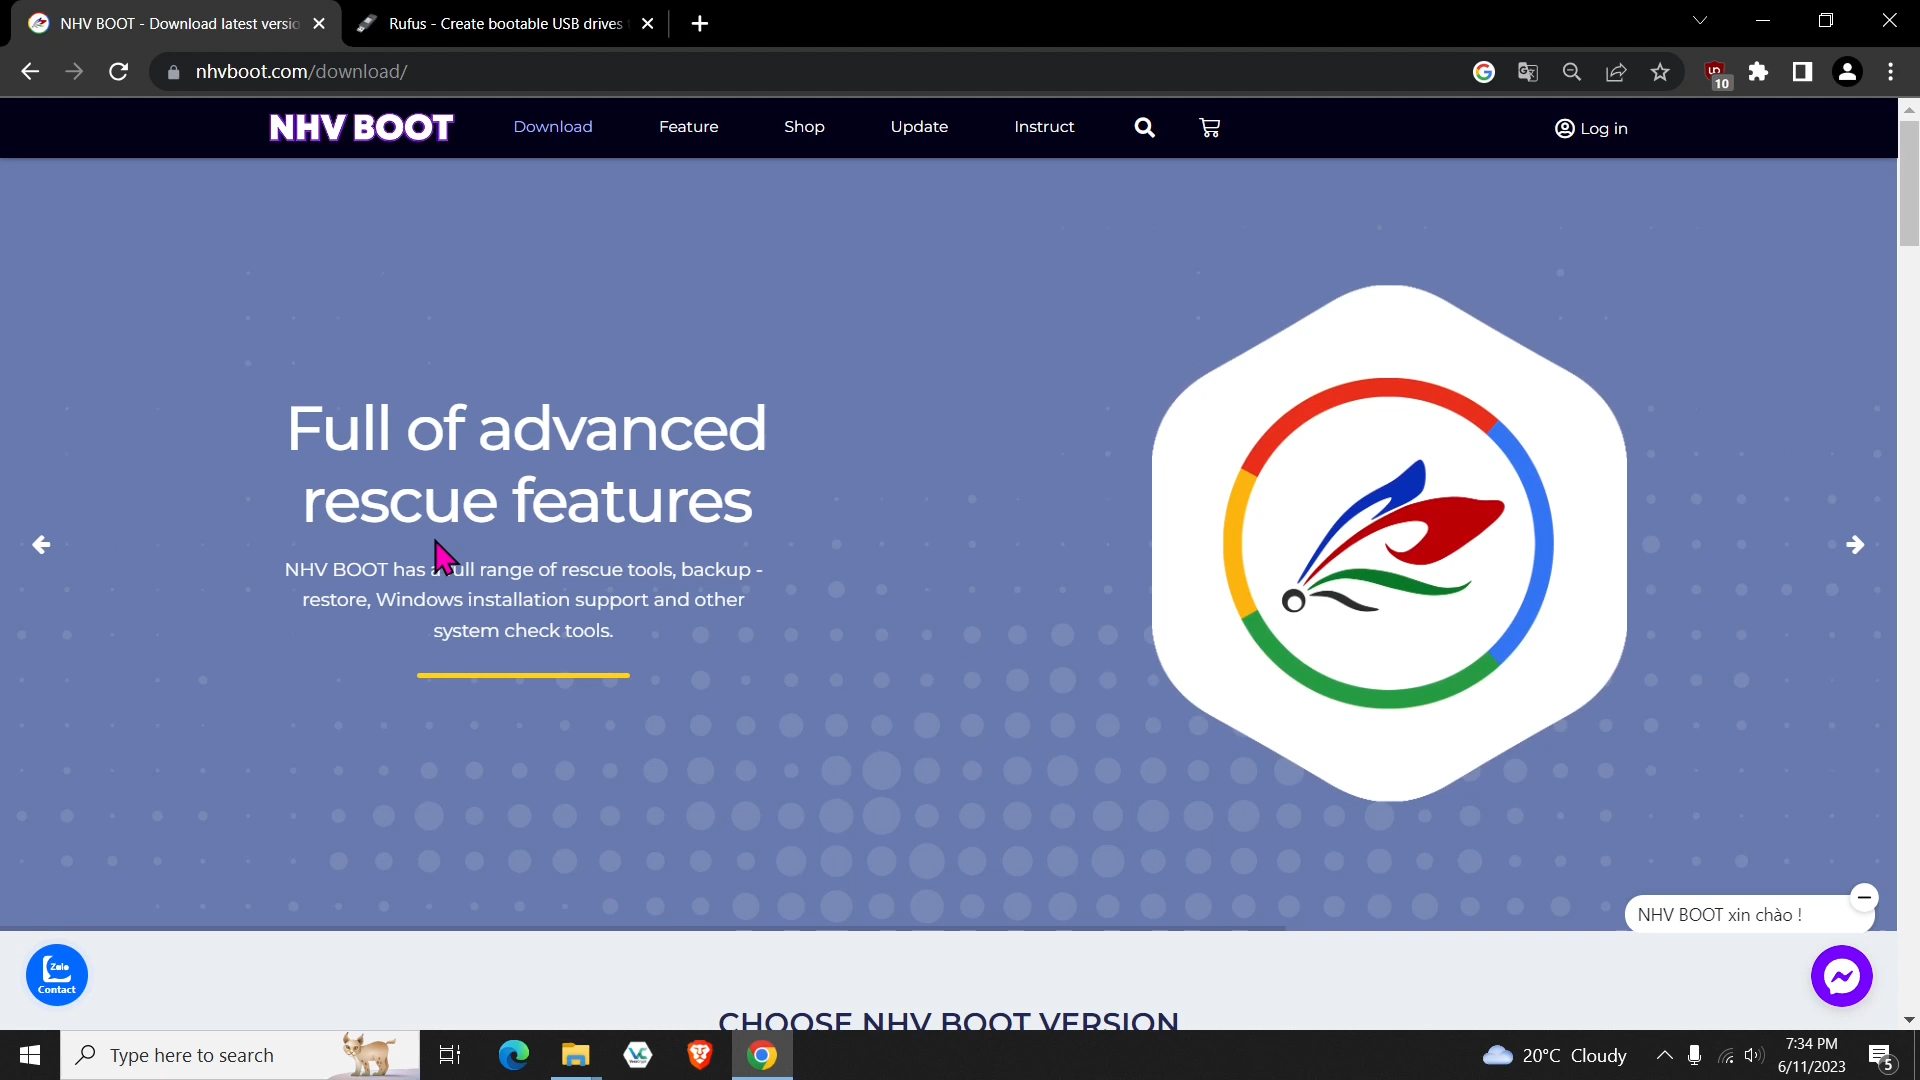 NHV BOOT - Download latest versio
Rufus - Create bootable USB drives
nhvboot.com/download/
10
NHV BOOT
Download
Feature
Shop
Update
Instruct
Log in
Full of advanced
rescue features
NHV BOOT has a full range of rescue tools, backup -
restore, Windows installation support and other
system check tools.
NHV BOOT xin chào !
Zalo
Contact
CHOOSE NHV BOOT VERSION
Type here to search
VC
20°C Cloudy
7:34 PM
6/11/2023
5